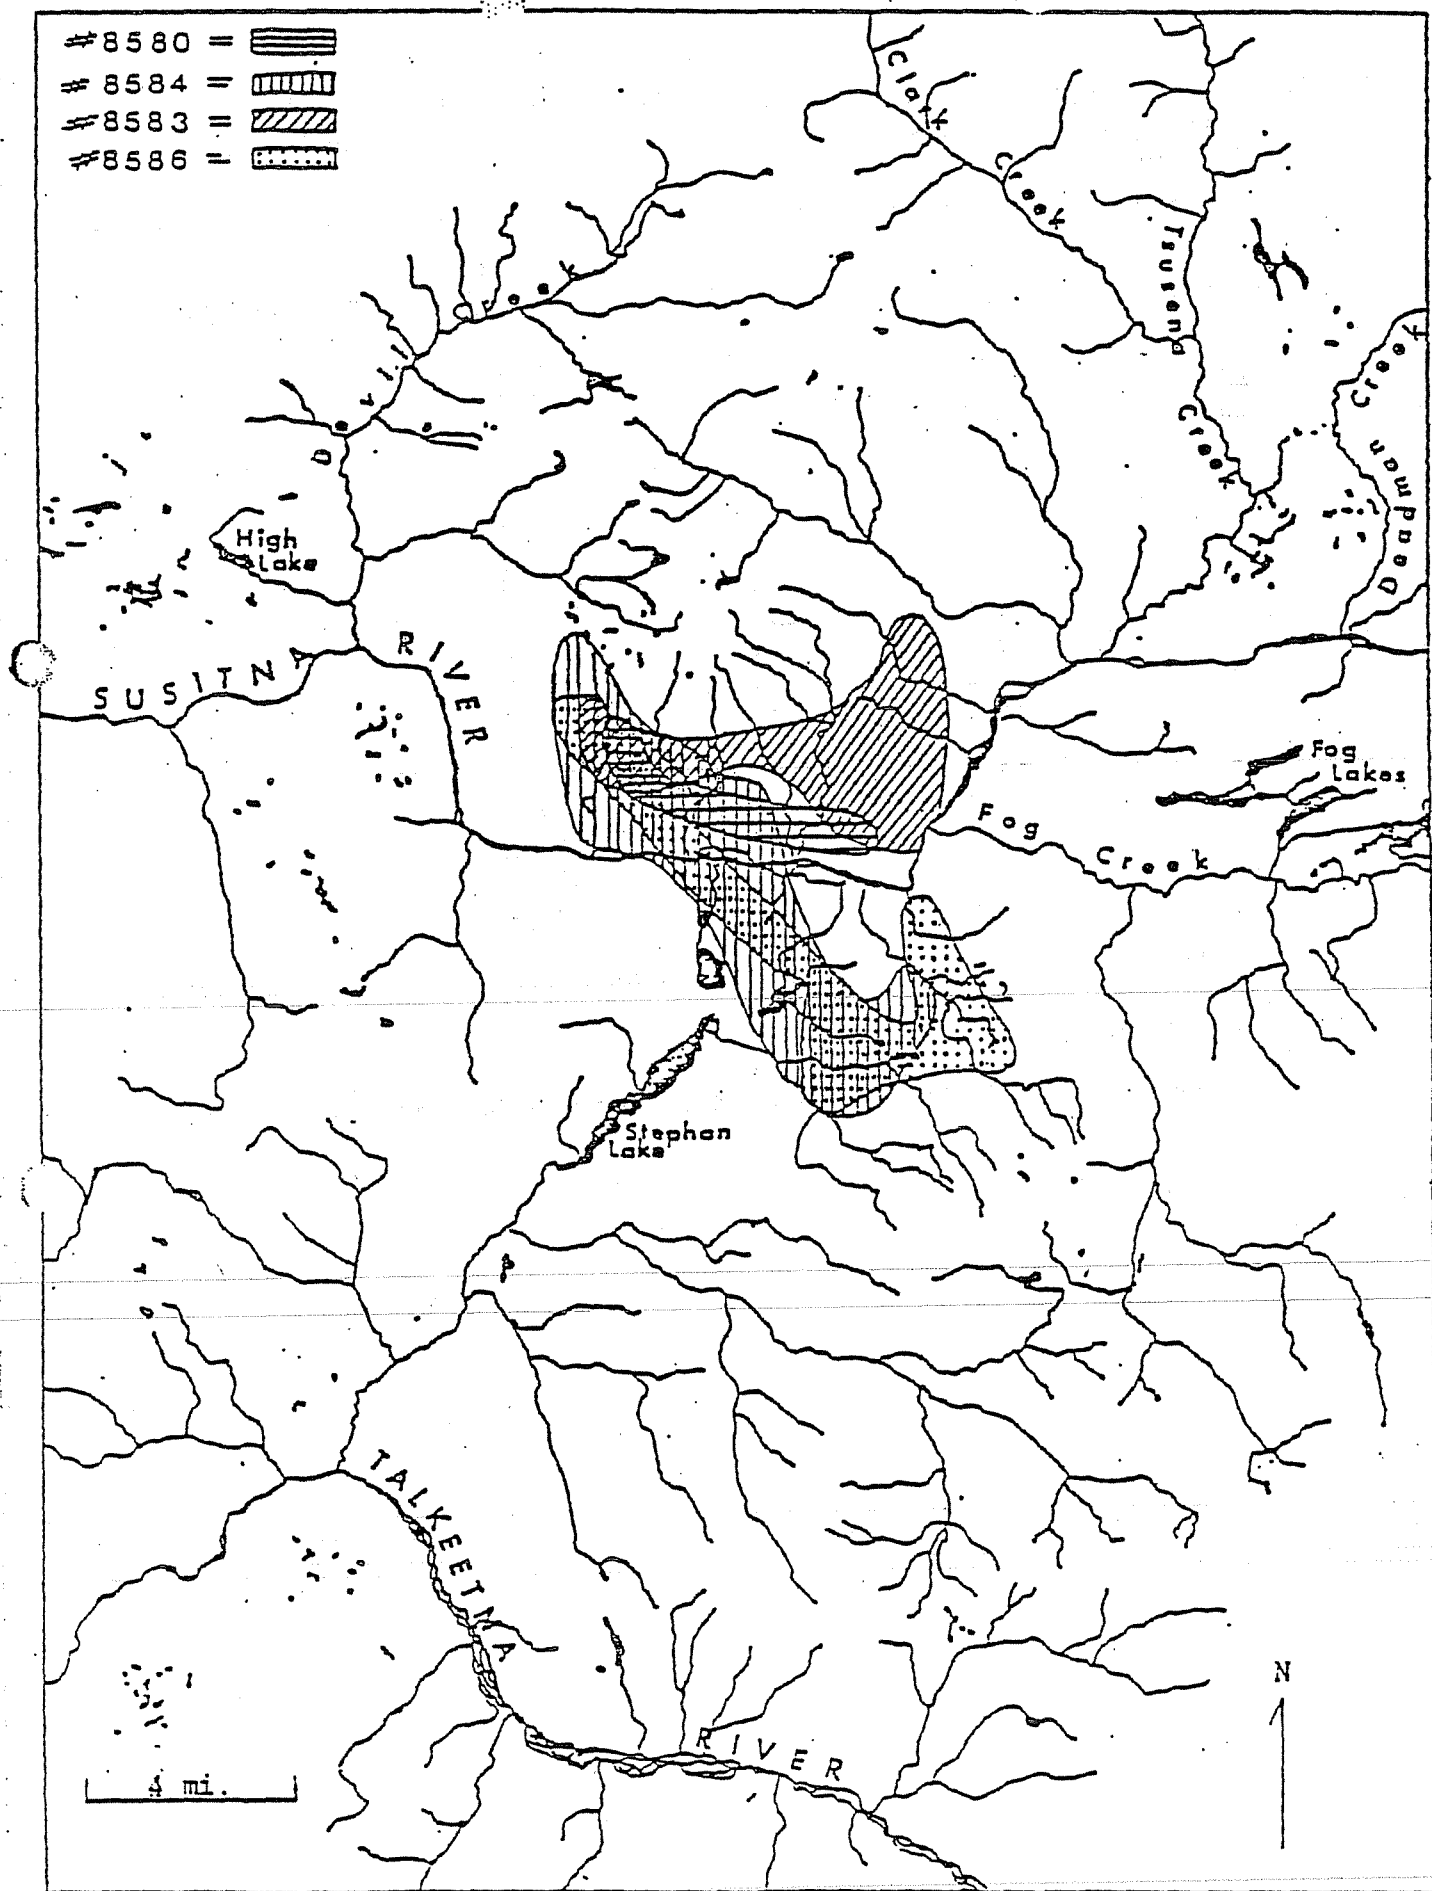 #8580 =
#8584 =
#8583 =
#8586 =
Clark
Creek
Tsusena
Creek
Creek
Deadman
Devil
Creek
High
Lake
SUSITNA
RIVER
Fog
Lakes
Fog
Creek
Stephan
Lake
TALKEETNA
RIVER
N
4 mi.